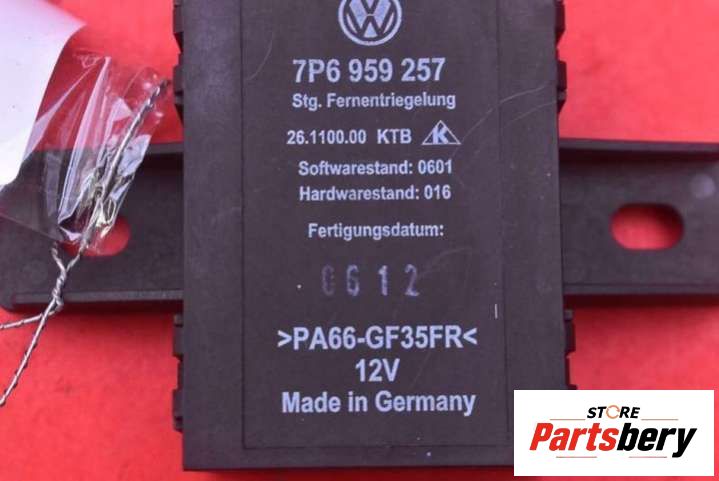 7P6 959 257
Stg. Fernentriegelung
26.1100.00 KTB K
Softwarestand: 0601
Hardwarestand: 016
Fertigungsdatum:
0612
>PA66-GF35FR<
12V
Made in Germany
STORE
Partsbery